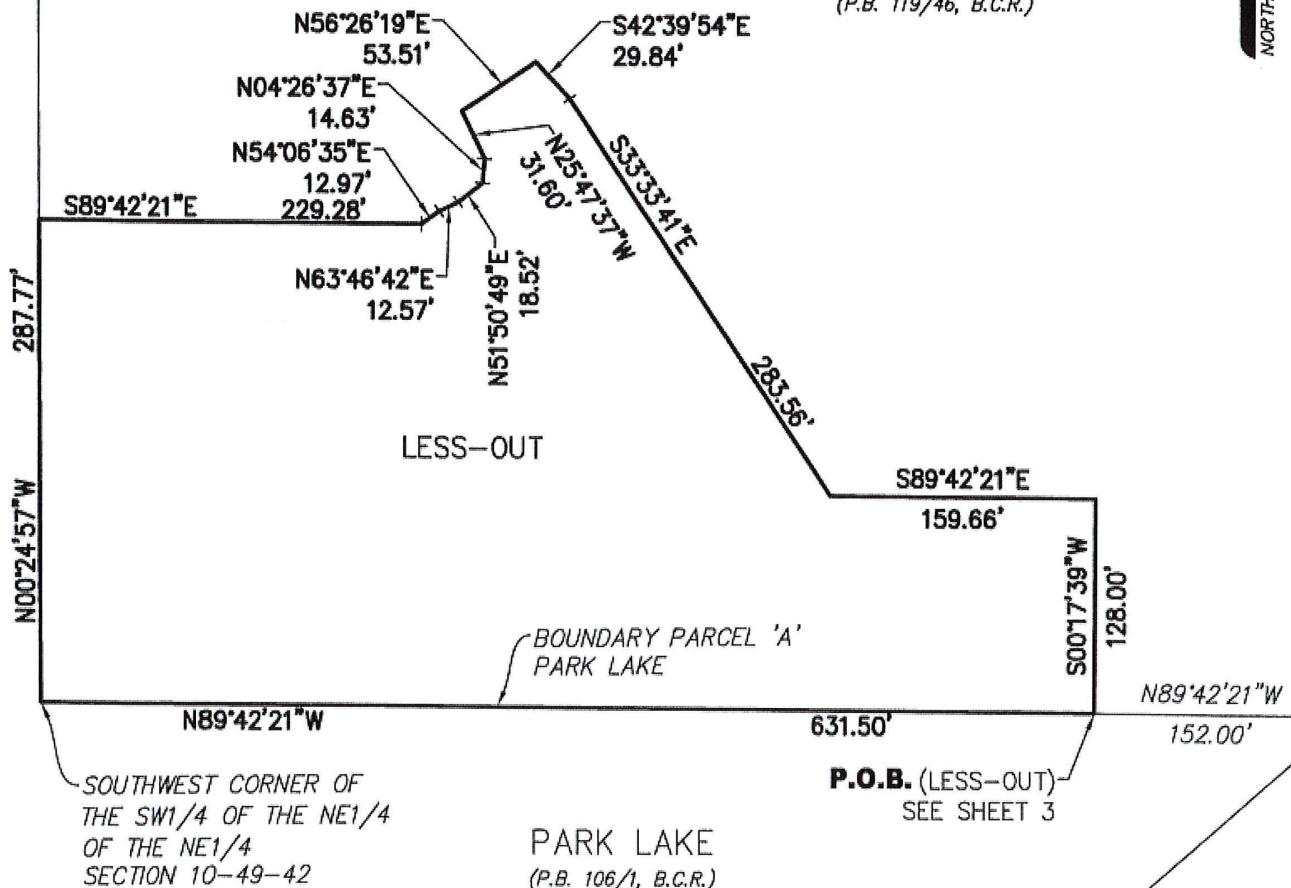 (P.B. 119/46, B.C.R.)
NORTH
N56°26'19"E
53.51'
S42°39'54"E
29.84'
N04°26'37"E
14.63'
N54°06'35"E
12.97'
S89°42'21"E
229.28'
N25°47'37"W
31.60'
S33°33'41"E
283.56'
N63°46'42"E
12.57'
N51°50'49"E
18.52'
287.77'
N00°24'57"W
LESS-OUT
S89°42'21"E
159.66'
S00°17'39"W
128.00'
BOUNDARY PARCEL 'A'
PARK LAKE
N89°42'21"W
631.50'
N89°42'21"W
152.00'
SOUTHWEST CORNER OF
THE SW1/4 OF THE NE1/4
OF THE NE1/4
SECTION 10-49-42
P.O.B. (LESS-OUT)
SEE SHEET 3
PARK LAKE
(P.B. 106/1, B.C.R.)